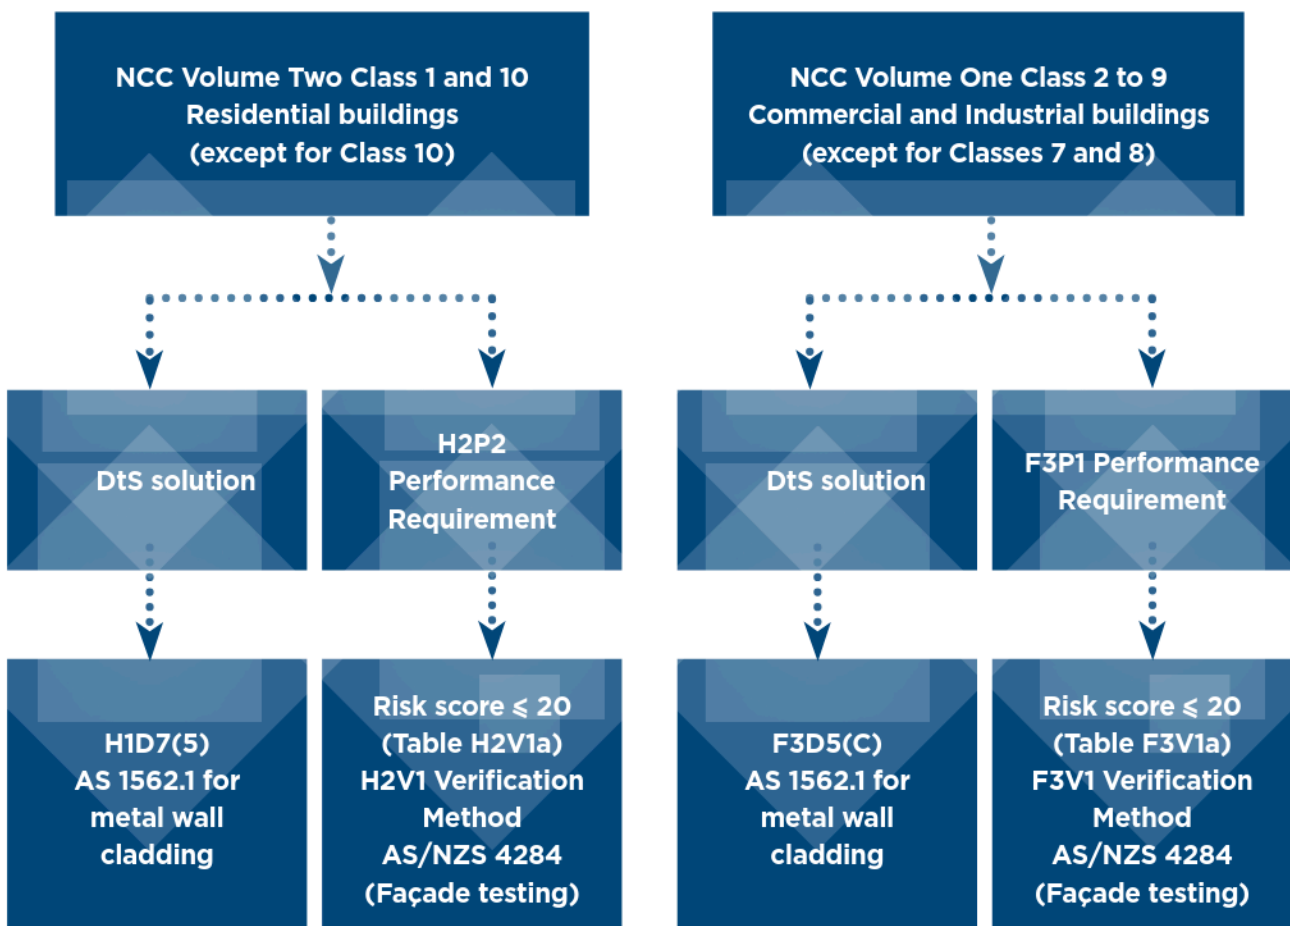 NCC Volume Two Class 1 and 10
Residential buildings
(except for Class 10)
NCC Volume One Class 2 to 9
Commercial and Industrial buildings
(except for Classes 7 and 8)
DtS solution
H2P2
Performance
Requirement
DtS solution
F3P1 Performance
Requirement
H1D7(5)
AS 1562.1 for
metal wall
cladding
Risk score ⩽ 20
(Table H2V1a)
H2V1 Verification
Method
AS/NZS 4284
(Façade testing)
F3D5(C)
AS 1562.1 for
metal wall
cladding
Risk score ⩽ 20
(Table F3V1a)
F3V1 Verification
Method
AS/NZS 4284
(Façade testing)